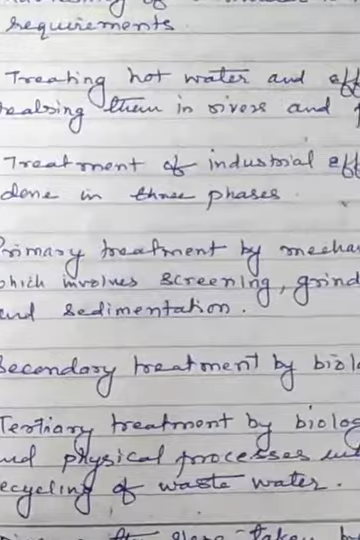 requirements
Treating hot water and eff
realsing them in rivers and
Treatment of industrial eff
done in three phases.
Primary treatment by mechan
which involves screening, grind
and sedimentation.
Secondary treatment by biolo
Tertiary treatment by biolog
and physical processes
ecycling of waste water.
taken